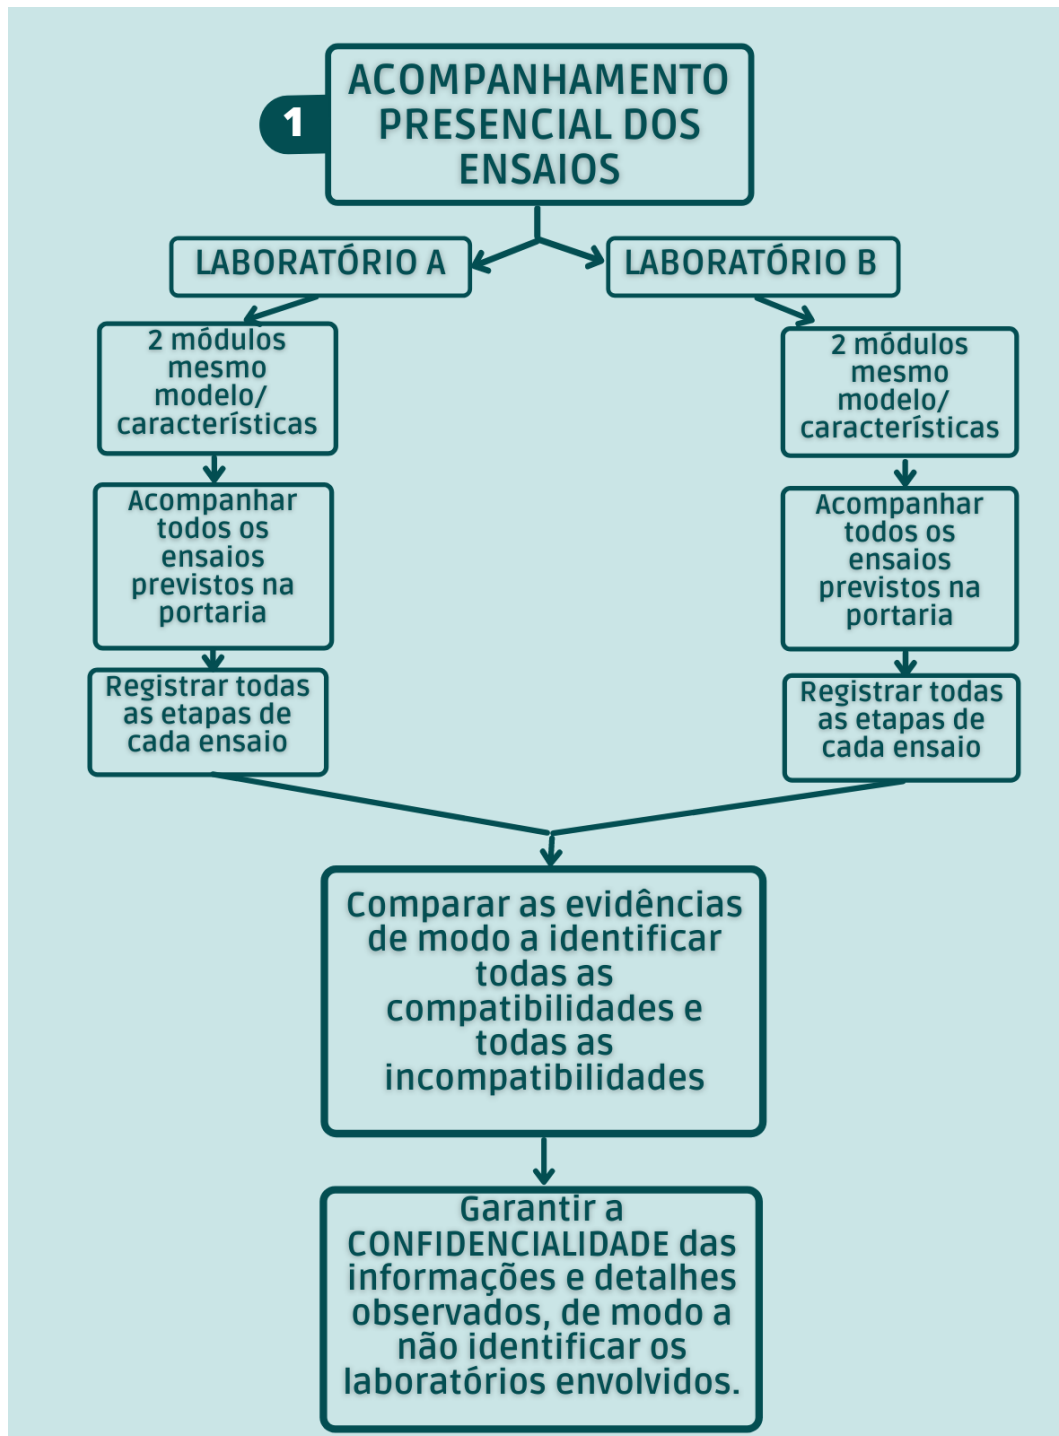 1
ACOMPANHAMENTO
PRESENCIAL DOS
ENSAIOS
LABORATÓRIO A
2 módulos
mesmo
modelo/
características
Acompanhar
todos os
ensaios
previstos na
portaria
Registrar todas
as etapas de
cada ensaio
LABORATÓRIO B
2 módulos
mesmo
modelo/
características
Acompanhar
todos os
ensaios
previstos na
portaria
Registrar todas
as etapas de
cada ensaio
Comparar as evidências
de modo a identificar
todas as
compatibilidades e
todas as
incompatibilidades
Garantir a
CONFIDENCIALIDADE das
informações e detalhes
observados, de modo a
não identificar os
laboratórios envolvidos.